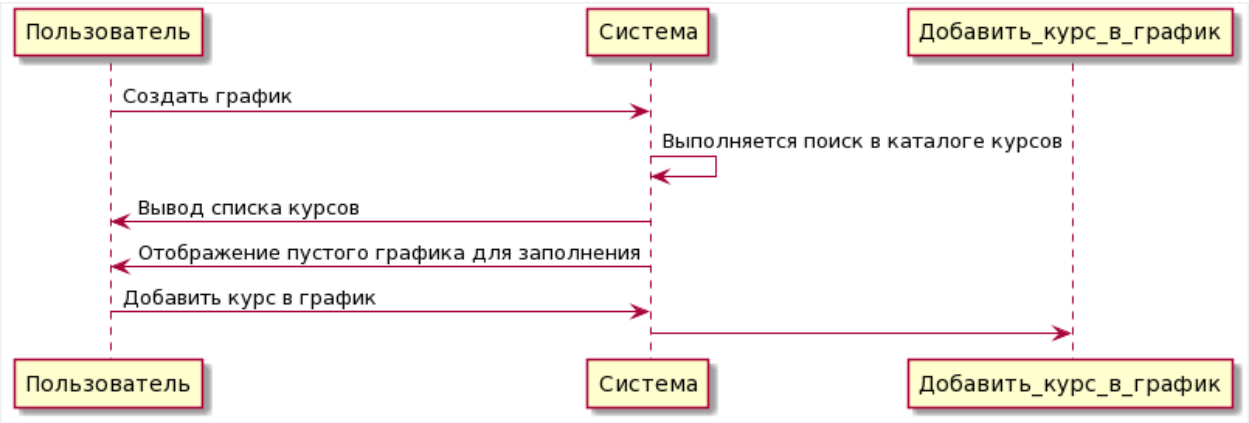 Пользователь
Система
Добавить_курс_в_график
Создать график
Выполняется поиск в каталоге курсов
Вывод списка курсов
Отображение пустого графика для заполнения
Добавить курс в график
Пользователь
Система
Добавить_курс_в_график